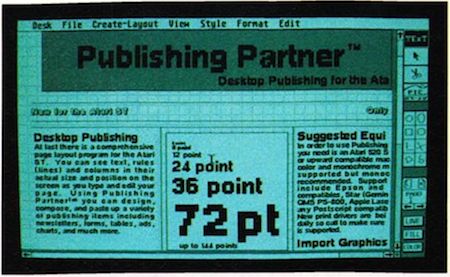 Desk File Create-Layout View Style Format Edit
Publishing Partner™
Desktop Publishing for the Ata
New for the Atari ST
Only
TEXT
Desktop Publishing
At last there is a comprehensive
page layout program for the Atari
ST. You can see text, rules
(lines) and columns in their
actual size and position on the
screen as you type and edit your
page. Using Publishing
Partner™ you can design,
compose, and paste up a variety
of publishing items including
newsletters, forms, tables, ads,
charts, and much more.
12 point
24 point
36 point
72pt
up to 144 points
Suggested Equi
In order to use Publishing
you need is an Atari 520 S
or upward compatible mac
color and monochrome m
supported but monoc
recommended. Support
include Epson and
compatibles, Star (Gemin
QMS PS-800, Apple Lase
any Postscript compatib
New print drivers are bei
daily so call to make sure
is supported.
Import Graphics
LINE
FILL
COLOR